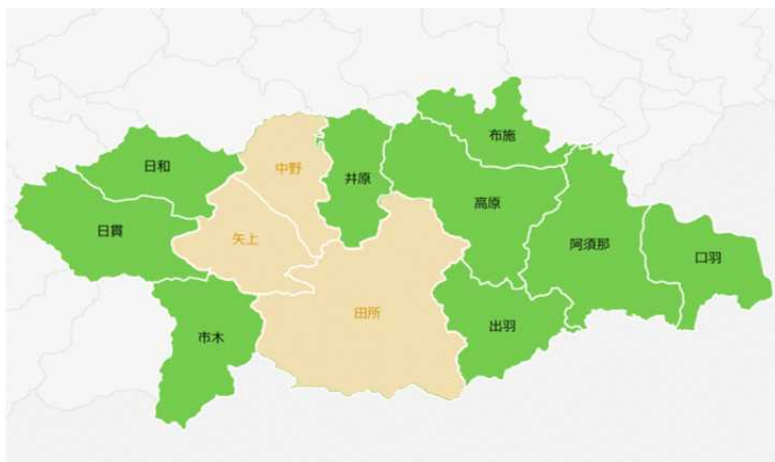 布施
日和
中野
井原
高原
日貫
矢上
阿須那
口羽
田所
出羽
市木